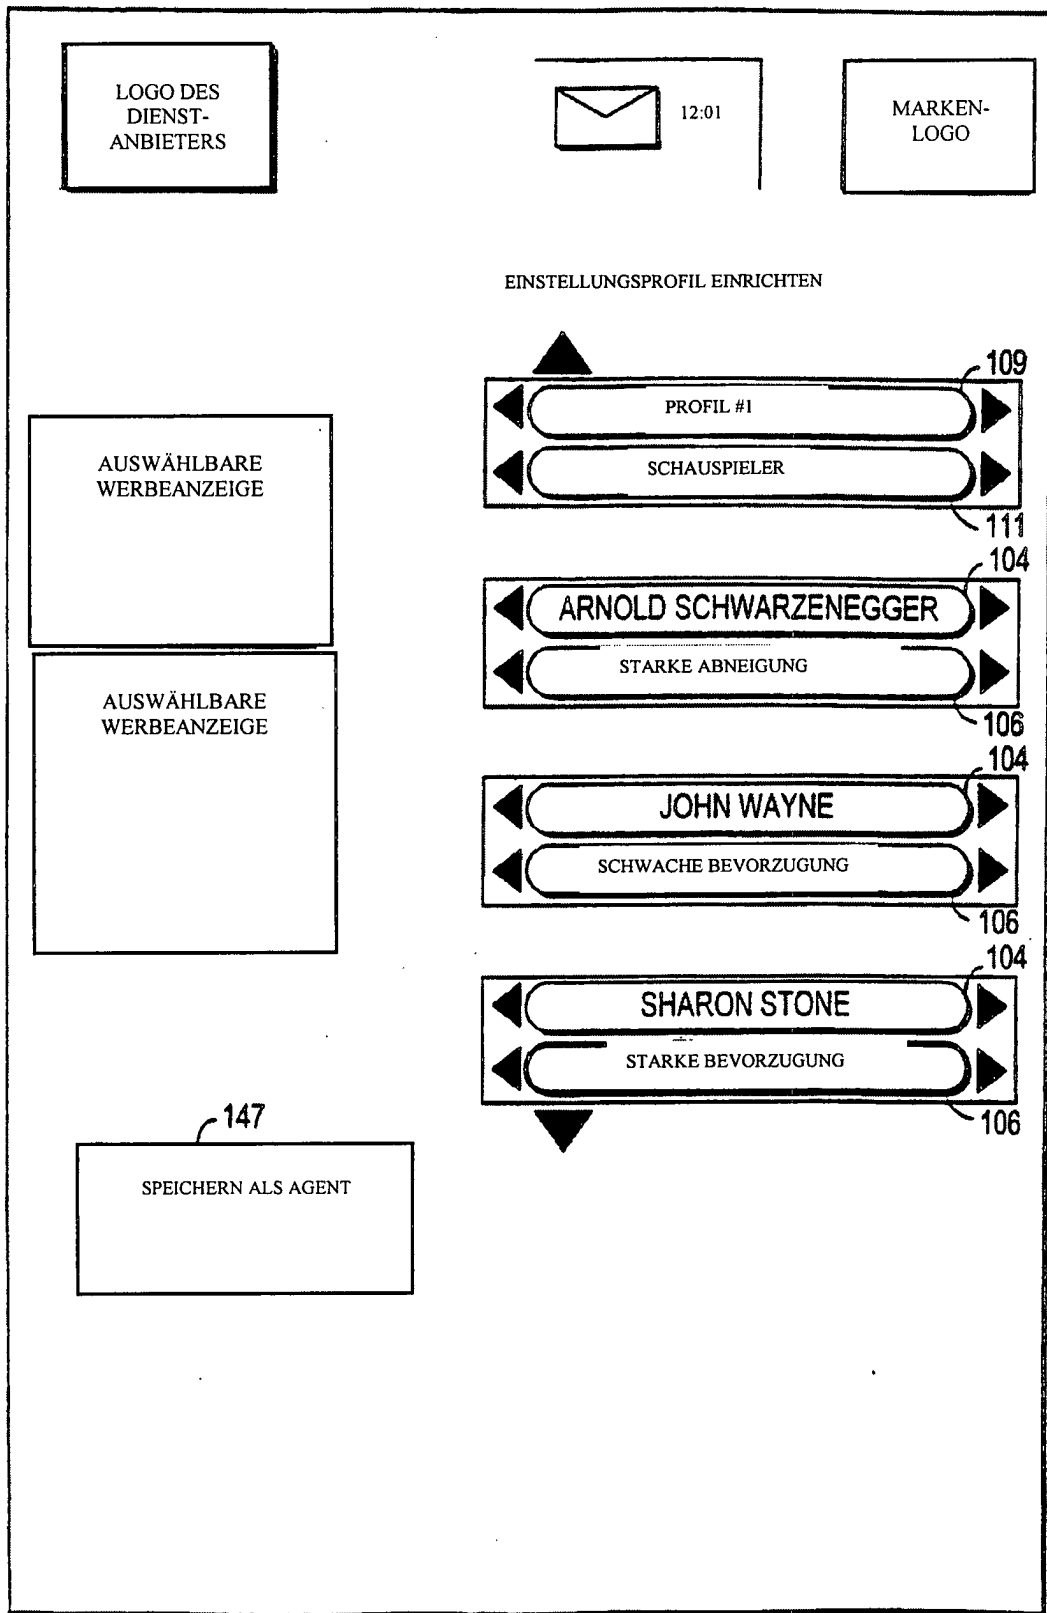 LOGO DES
DIENST-
ANBIETERS
12:01
MARKEN-
LOGO
EINSTELLUNGSPROFIL EINRICHTEN
109
PROFIL #1
SCHAUSPIELER
111
AUSWÄHLBARE
WERBEANZEIGE
104
ARNOLD SCHWARZENEGGER
STARKE ABNEIGUNG
106
AUSWÄHLBARE
WERBEANZEIGE
104
JOHN WAYNE
SCHWACHE BEVORZUGUNG
106
104
SHARON STONE
STARKE BEVORZUGUNG
106
147
SPEICHERN ALS AGENT